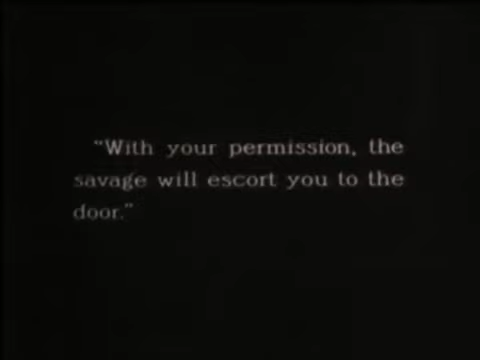 “With your permission, the
savage will escort you to the
door.”